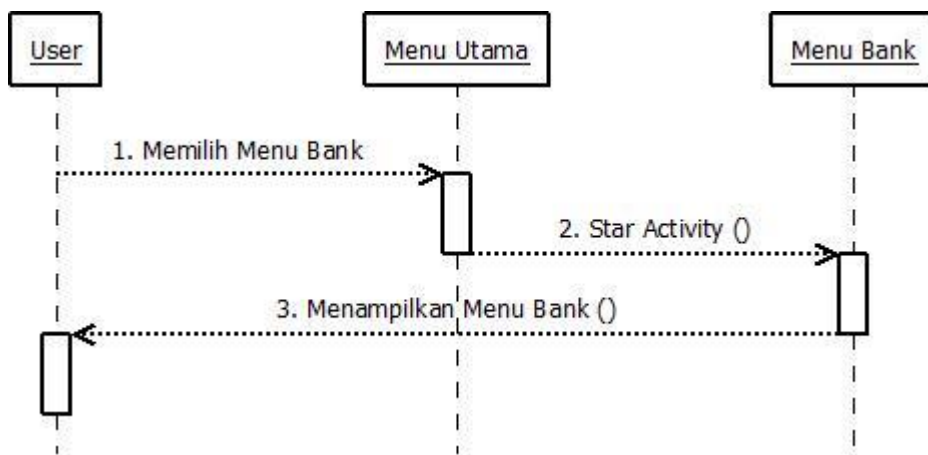 User
Menu Utama
Menu Bank
1. Memilih Menu Bank
2. Star Activity ()
3. Menampilkan Menu Bank ()